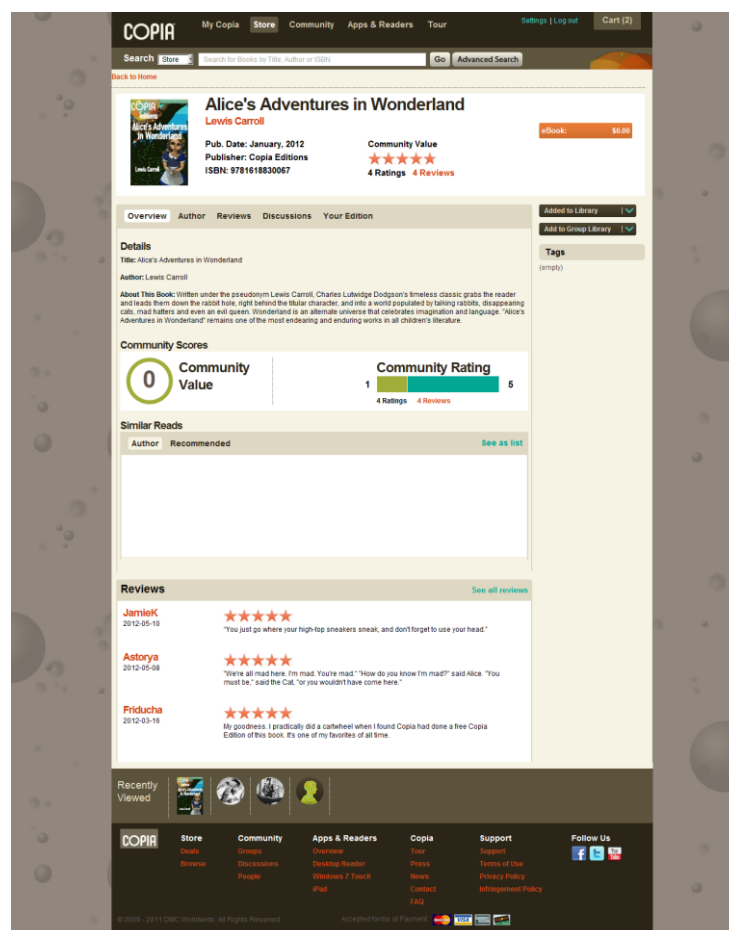 COPIA
My Copia Store Community Apps & Readers Tour
Settings | Log out
Cart (2)
Search Store Search for Books by Title, Author or ISBN Go Advanced Search
Back to Home
COPIA
editions
Alice's Adventures
in Wonderland
Lewis Carroll
Alice's Adventures in Wonderland
Lewis Carroll
Pub. Date: January, 2012
Publisher: Copia Editions
ISBN: 9781618830067
Community Value
4 Ratings 4 Reviews
eBook: $0.00
Added to Library
Add to Group Library
Tags
(empty)
Overview Author Reviews Discussions Your Edition
Details
Title: Alice's Adventures in Wonderland
Author: Lewis Carroll
About This Book: Written under the pseudonym Lewis Carroll, Charles Lutwidge Dodgson's timeless classic grabs the reader
and leads them down the rabbit hole, right behind the titular character, and into a world populated by talking rabbits, disappearing
cats, mad hatters and even an evil queen. Wonderland is an alternate universe that celebrates imagination and language. "Alice's
Adventures in Wonderland" remains one of the most endearing and enduring works in all children's literature.
Community Scores
0 Community
Value
Community Rating
1 5
4 Ratings 4 Reviews
Similar Reads
Author Recommended See as list
Reviews See all reviews
JamieK
2012-05-10
"You just go where your high-top sneakers sneak, and don't forget to use your head."
Astorya
2012-05-08
"We're all mad here. I'm mad. You're mad." "How do you know I'm mad?" said Alice. "You
must be," said the Cat, "or you wouldn't have come here."
Friducha
2012-03-16
My goodness. I practically did a cartwheel when I found Copia had done a free Copia
Edition of this book. It's one of my favorites of all time.
Recently
Viewed
COPIA
Store Community Apps & Readers Copia Support Follow Us
Deals Groups Overview Tour Support
Browse Discussions Desktop Reader Press Terms of Use
People Windows 7 Touch News Privacy Policy
iPad Contact Infringement Policy
FAQ
© 2009 - 2011 DMC Worldwide. All Rights Reserved Accepted forms of Payment
VISA